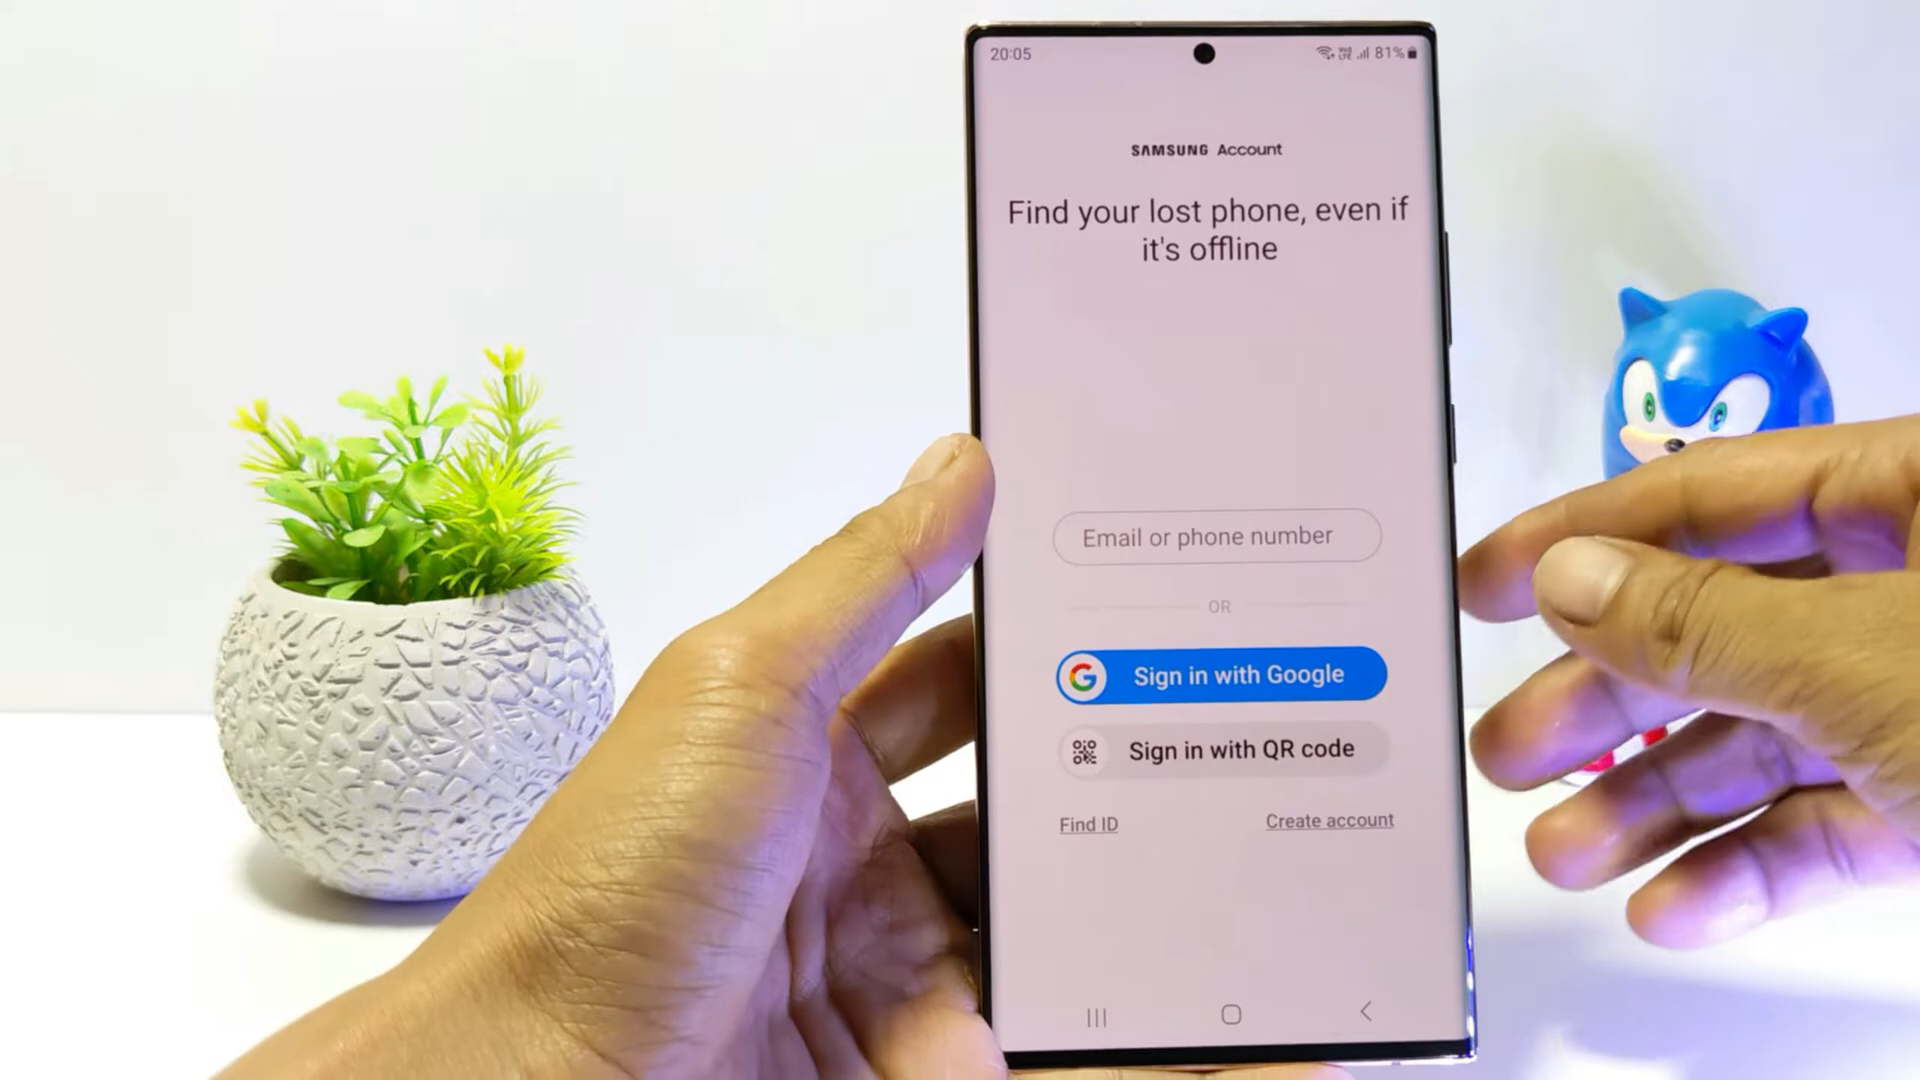 20:05
81%
SAMSUNG Account
Find your lost phone, even if
it's offline
Email or phone number
OR
Sign in with Google
Sign in with QR code
Find ID
Create account